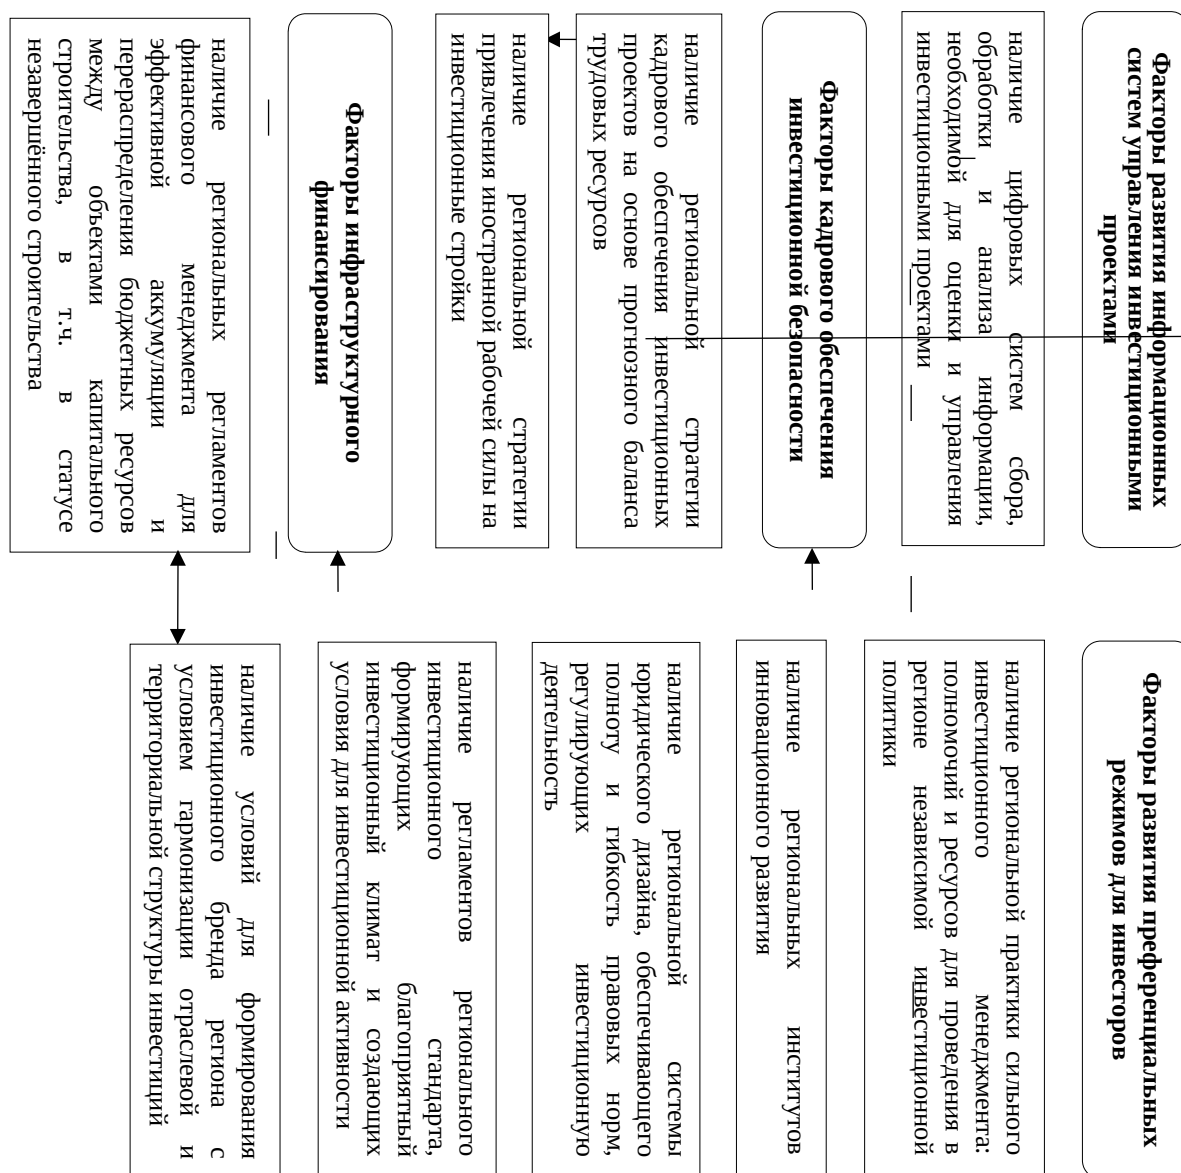 Факторы развития информационных
систем управления инвестиционными
проектами
наличие цифровых систем сбора,
обработки и анализа информации,
необходимой для оценки и управления
инвестиционными проектами
Факторы кадрового обеспечения
инвестиционной безопасности
наличие региональной стратегии
кадрового обеспечения инвестиционных
проектов на основе прогнозного баланса
трудовых ресурсов
наличие региональной стратегии
привлечения иностранной рабочей силы на
инвестиционные стройки
Факторы инфраструктурного
финансирования
наличие региональных регламентов
финансового менеджмента для
эффективной аккумуляции и
перераспределения бюджетных ресурсов
между объектами капитального
строительства, в т.ч. в статусе
незавершённого строительства
Факторы развития преференциальных
режимов для инвесторов
наличие региональной практики сильного
инвестиционного менеджмента:
полномочий и ресурсов для проведения в
регионе независимой инвестиционной
политики
наличие региональных институтов
инновационного развития
наличие региональной системы
юридического дизайна, обеспечивающего
полноту и гибкость правовых норм,
регулирующих инвестиционную
деятельность
наличие регламентов регионального
инвестиционного стандарта,
формирующих благоприятный
инвестиционный климат и создающих
условия для инвестиционной активности
наличие условий для формирования
инвестиционного бренда региона с
условием гармонизации отраслевой и
территориальной структуры инвестиций